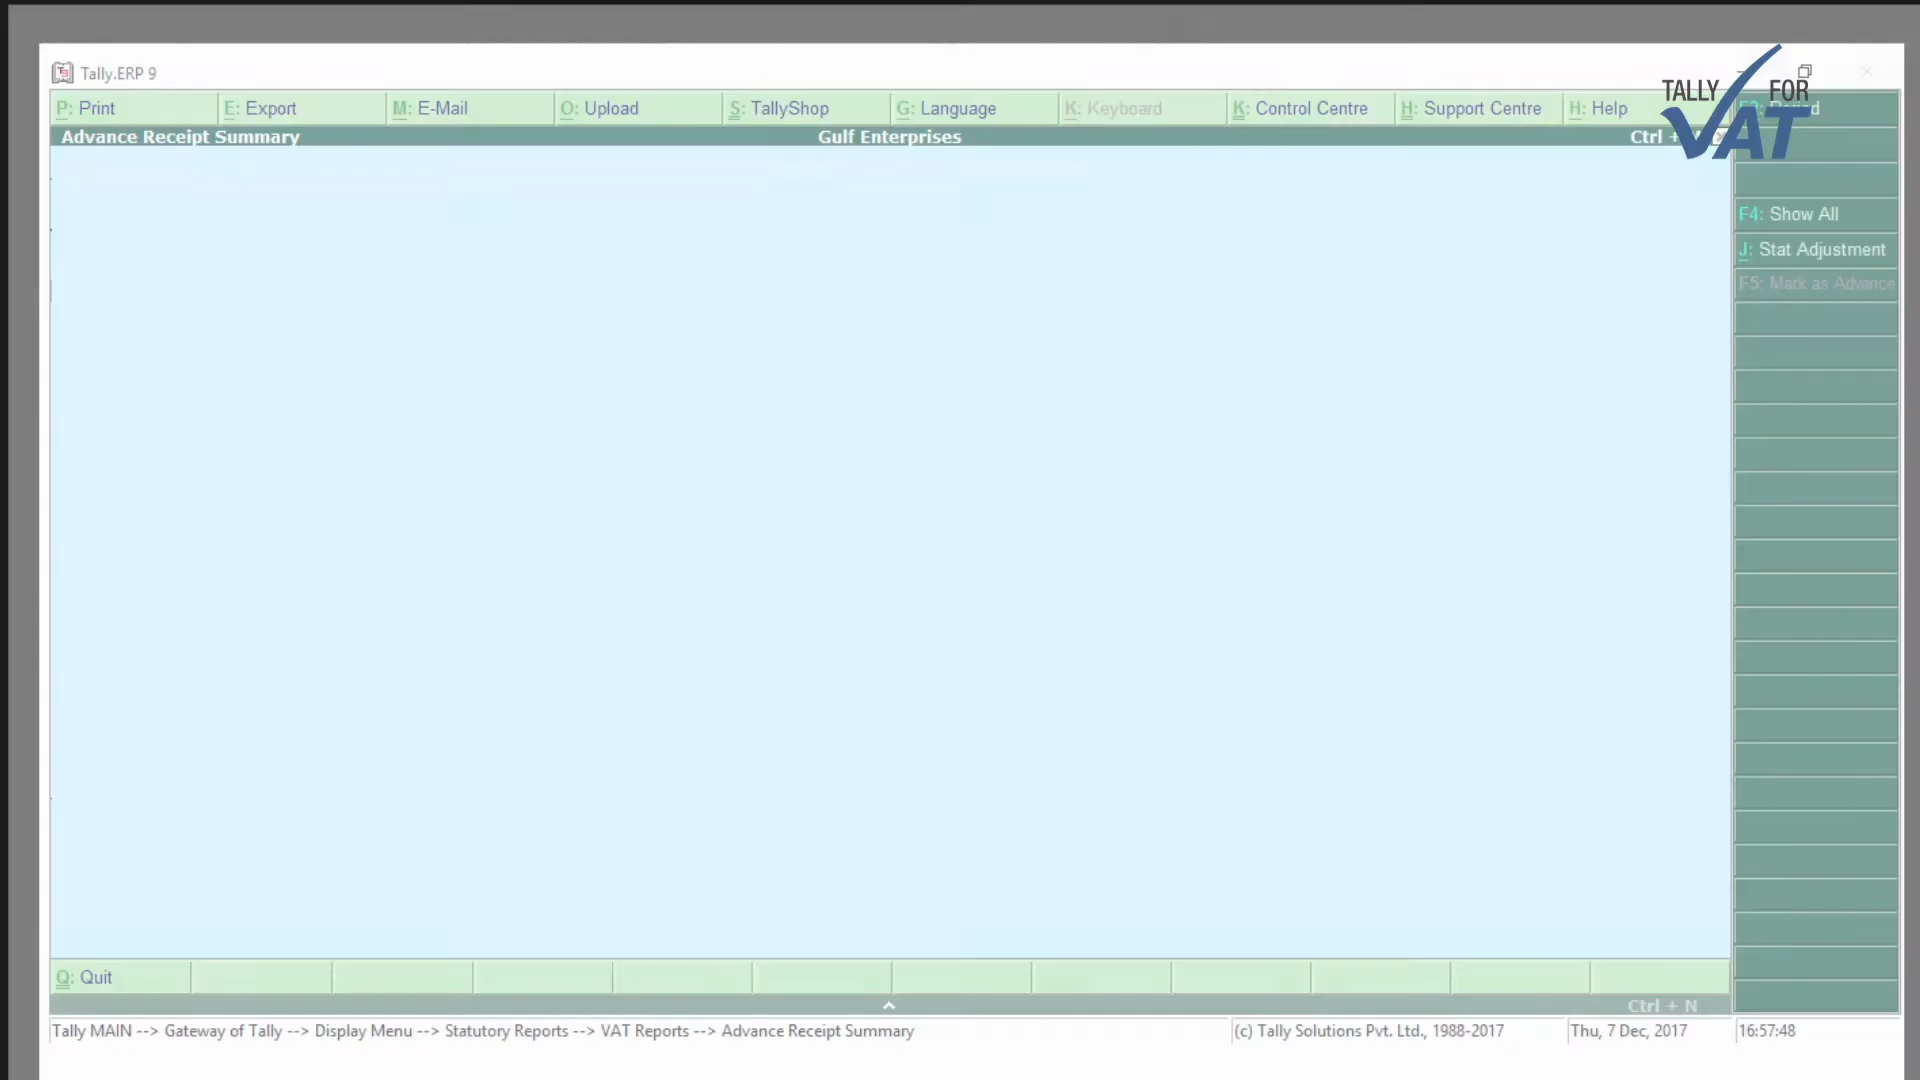 Tally.ERP 9
TALLY FOR
VAT
P: Print E: Export M: E-Mail O: Upload S: TallyShop G: Language K: Keyboard K: Control Centre H: Support Centre H: Help
Advance Receipt Summary Gulf Enterprises Ctrl +
F4: Show All
J: Stat Adjustment
F5: Mark as Advance
Q: Quit
Ctrl + N
Tally MAIN --> Gateway of Tally --> Display Menu --> Statutory Reports --> VAT Reports --> Advance Receipt Summary (c) Tally Solutions Pvt. Ltd., 1988-2017 Thu, 7 Dec, 2017 16:57:48